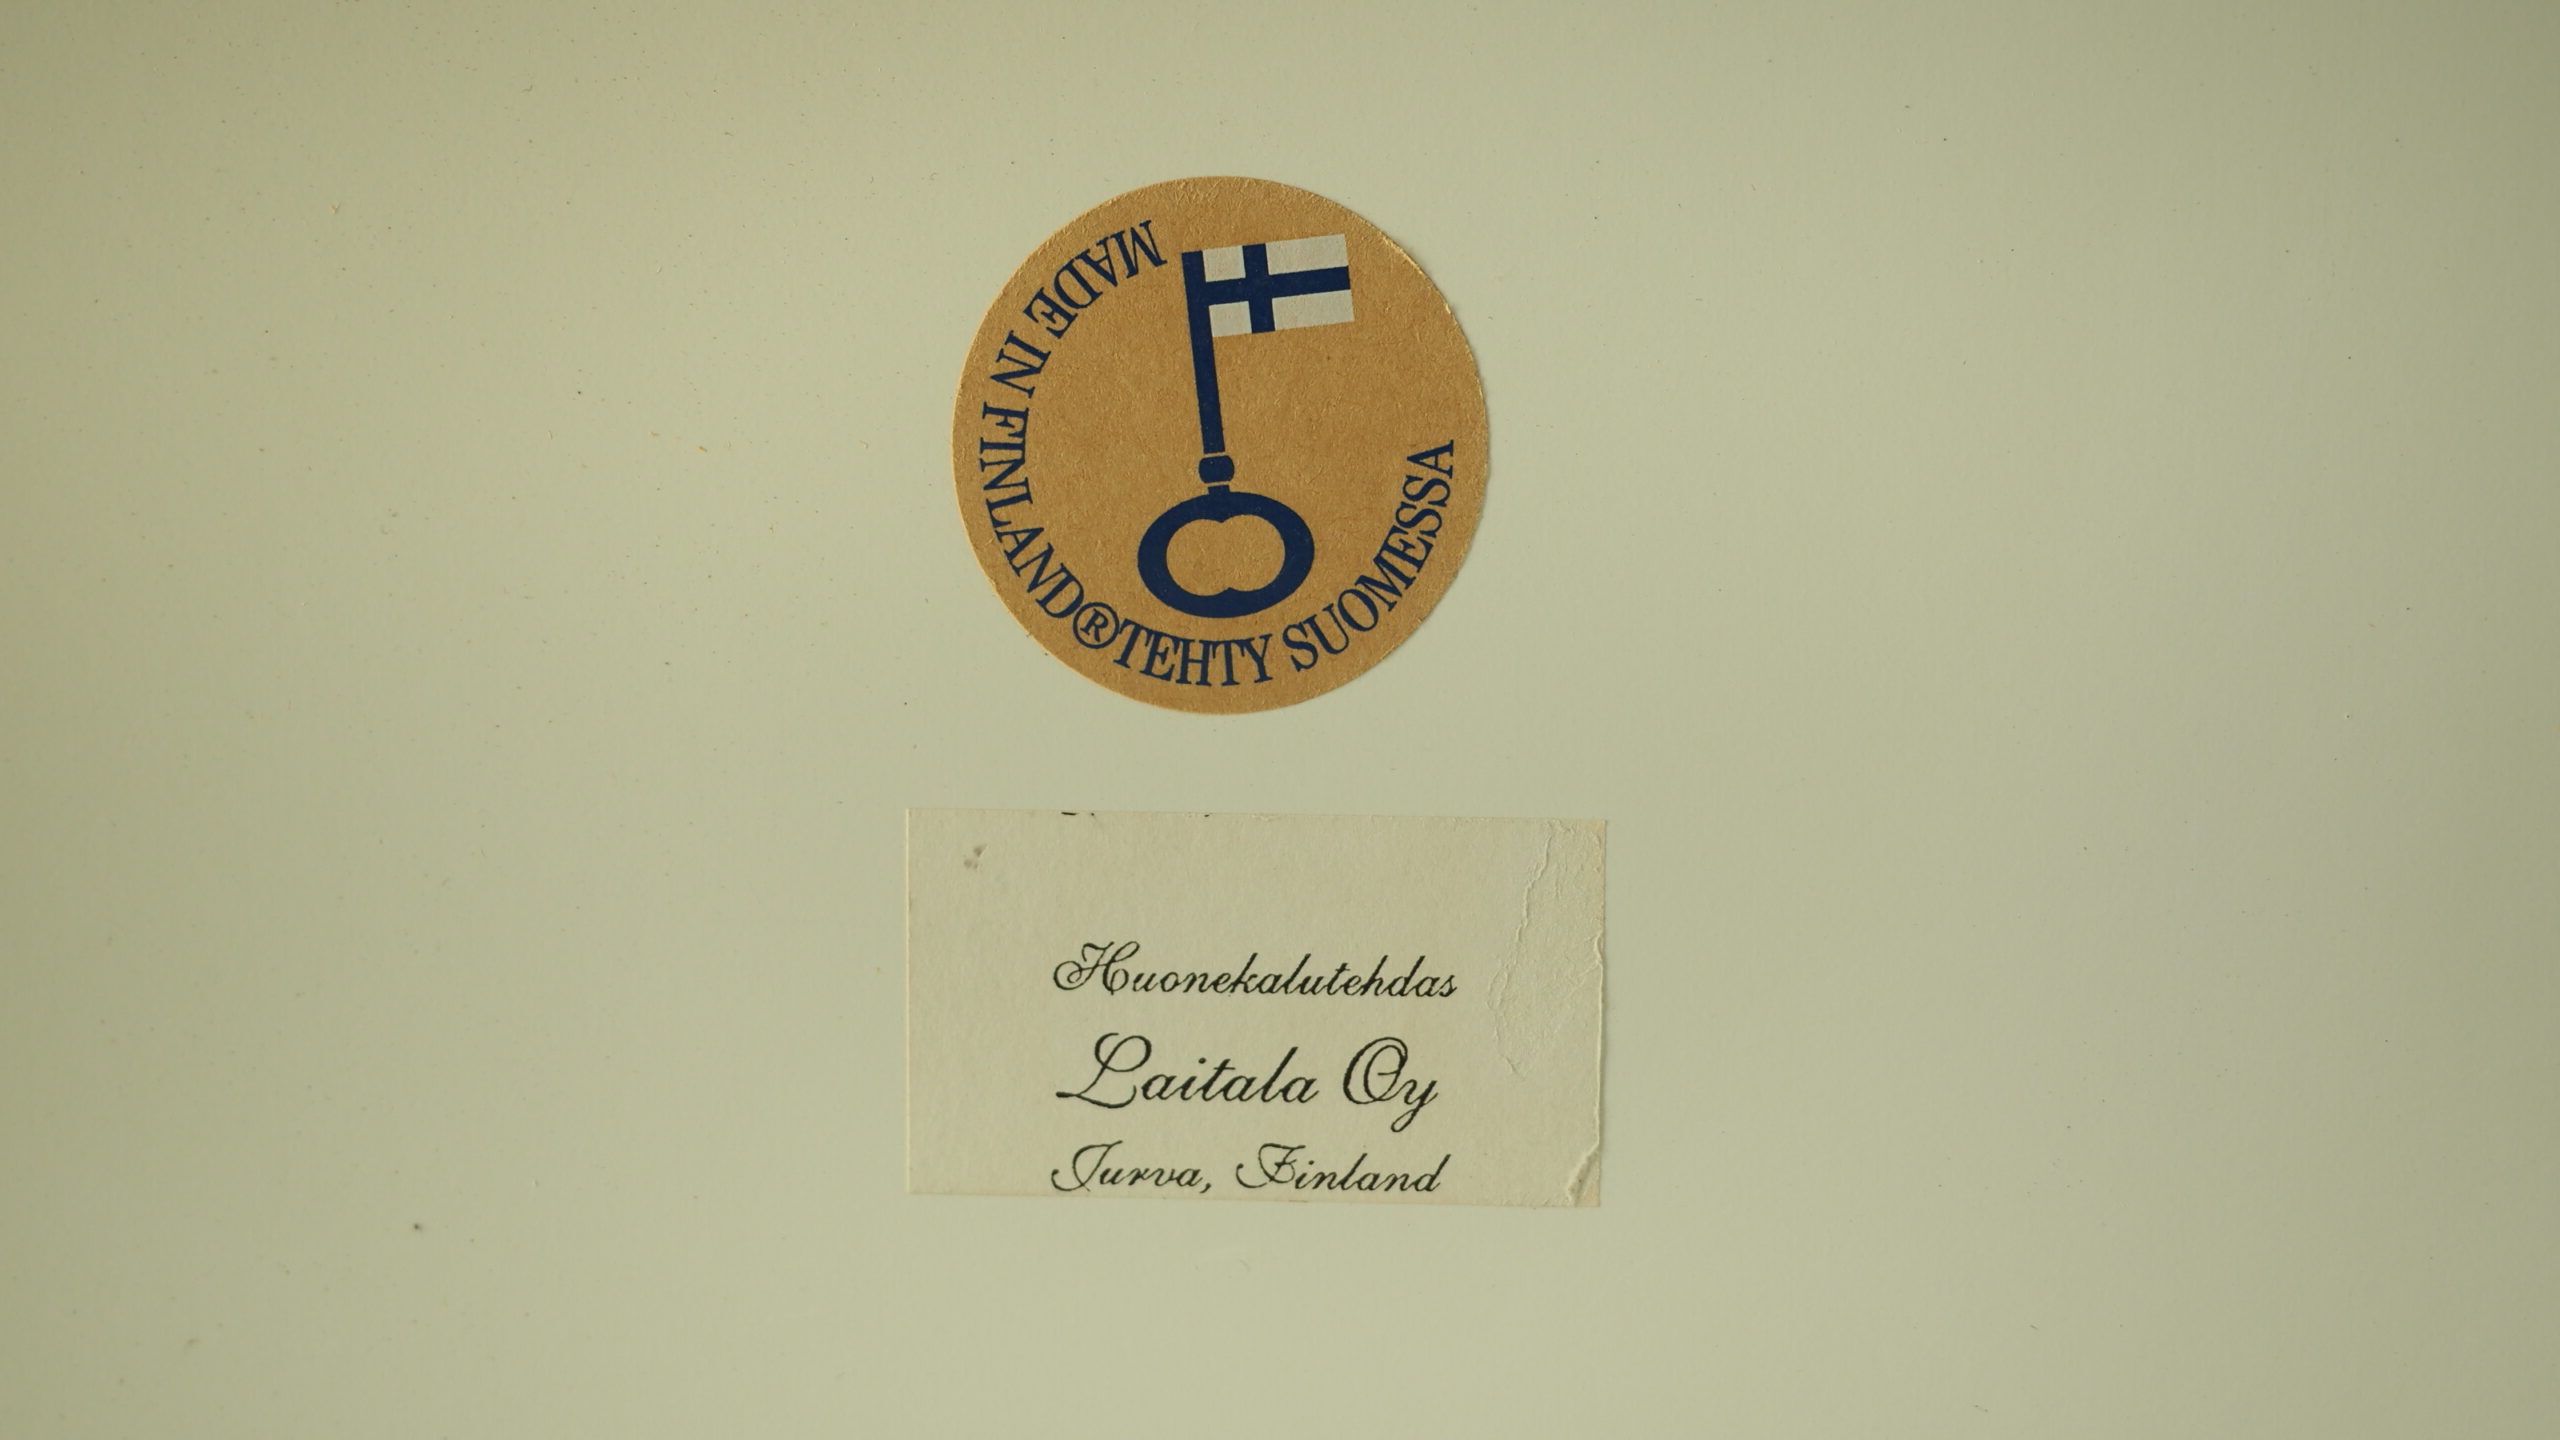 MADE IN FINLAND®TEHTY SUOMESSA
Huonekalutehdas
Laitala Oy
Jurva, Finland